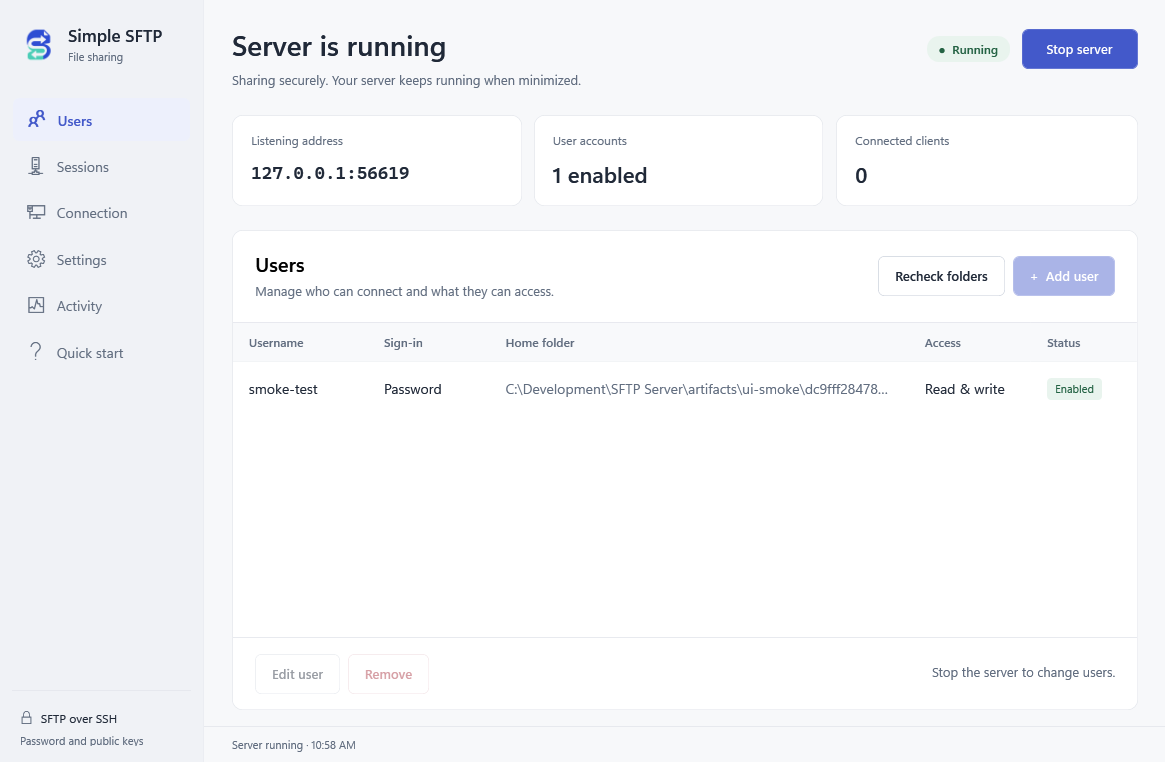 Simple SFTP
File sharing
Users
Sessions
Connection
Settings
Activity
Quick start
SFTP over SSH
Password and public keys
Server is running
Sharing securely. Your server keeps running when minimized.
Running
Stop server
Listening address
127.0.0.1:56619
User accounts
1 enabled
Connected clients
0
Users
Manage who can connect and what they can access.
Recheck folders
+ Add user
Username Sign-in Home folder Access Status
smoke-test Password C:\Development\SFTP Server\artifacts\ui-smoke\dc9fff28478... Read & write Enabled
Edit user
Remove
Stop the server to change users.
Server running · 10:58 AM